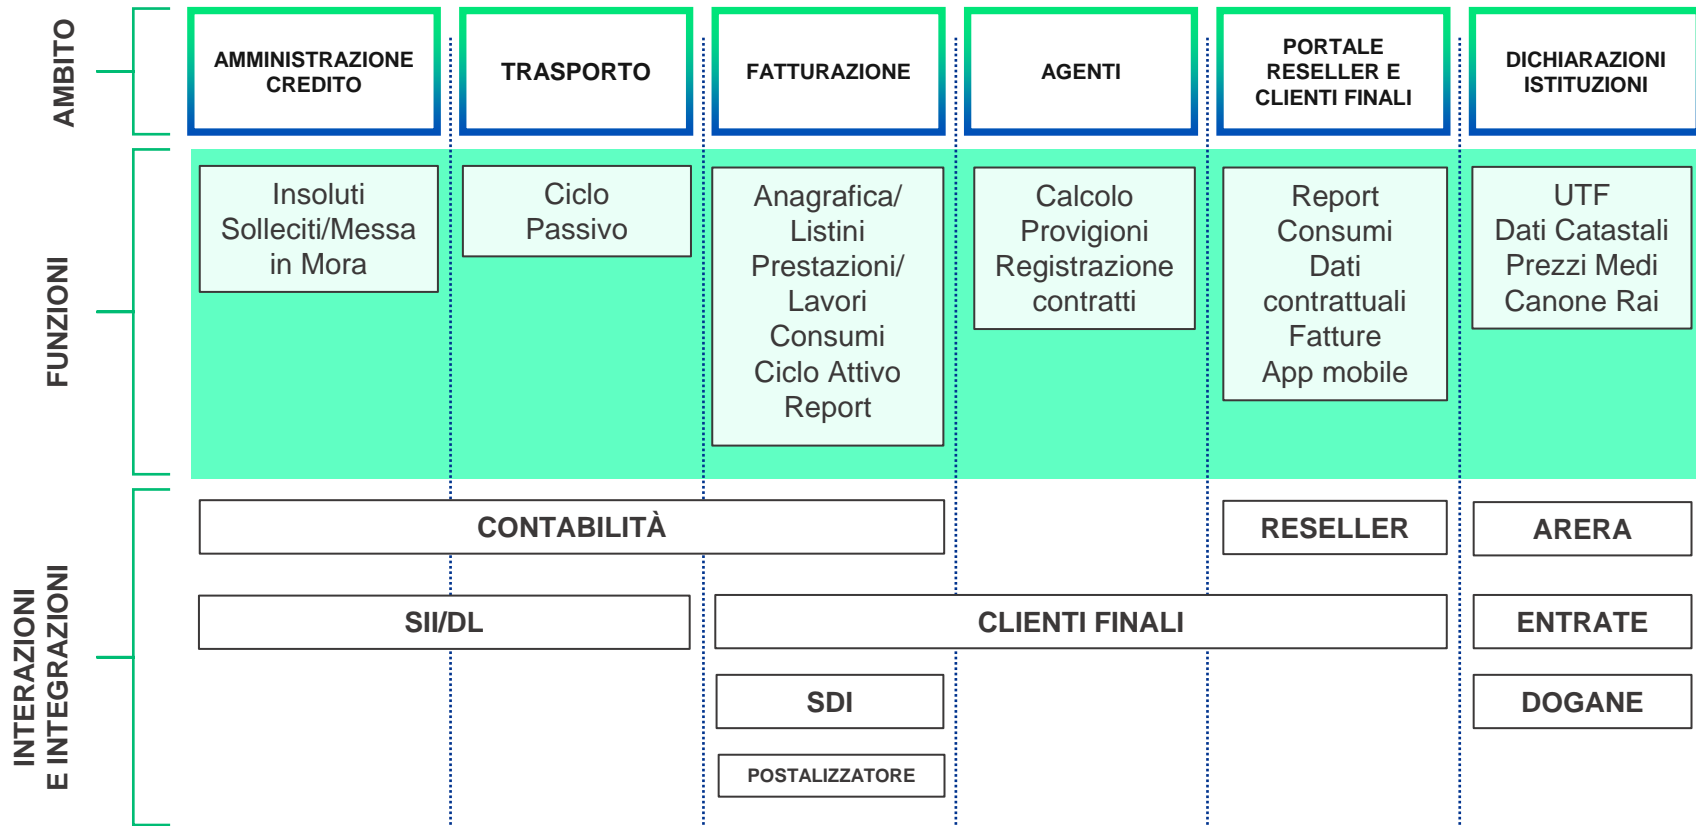 AMBITO
AMMINISTRAZIONE
CREDITO
TRASPORTO
FATTURAZIONE
AGENTI
PORTALE
RESELLER E
CLIENTI FINALI
DICHIARAZIONI
ISTITUZIONI
FUNZIONI
Insoluti
Solleciti/Messa
in Mora
Ciclo
Passivo
Anagrafica/
Listini
Prestazioni/
Lavori
Consumi
Ciclo Attivo
Report
Calcolo
Provigioni
Registrazione
contratti
Report
Consumi
Dati
contrattuali
Fatture
App mobile
UTF
Dati Catastali
Prezzi Medi
Canone Rai
INTERAZIONI
E INTEGRAZIONI
CONTABILITÀ
RESELLER
ARERA
SII/DL
CLIENTI FINALI
ENTRATE
SDI
DOGANE
POSTALIZZATORE